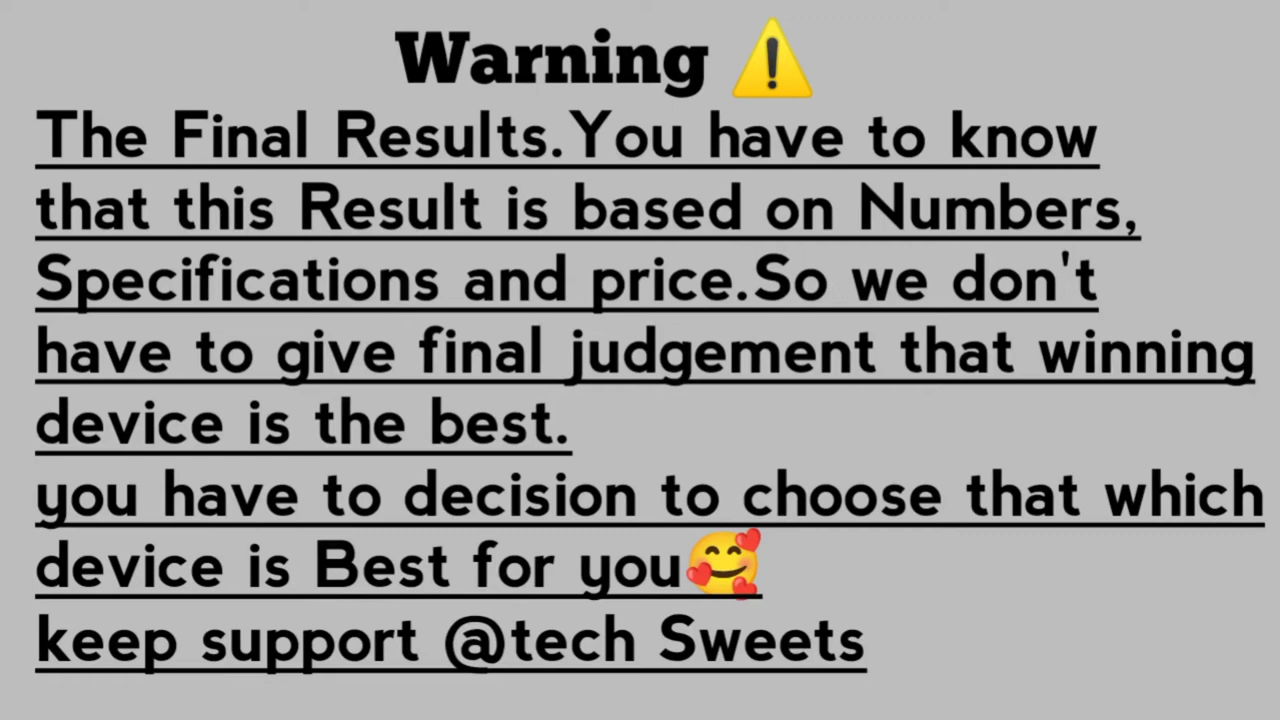 Warning ⚠️
The Final Results.You have to know
that this Result is based on Numbers,
Specifications and price.So we don't
have to give final judgement that winning
device is the best.
you have to decision to choose that which
device is Best for you🥰
keep support @tech Sweets